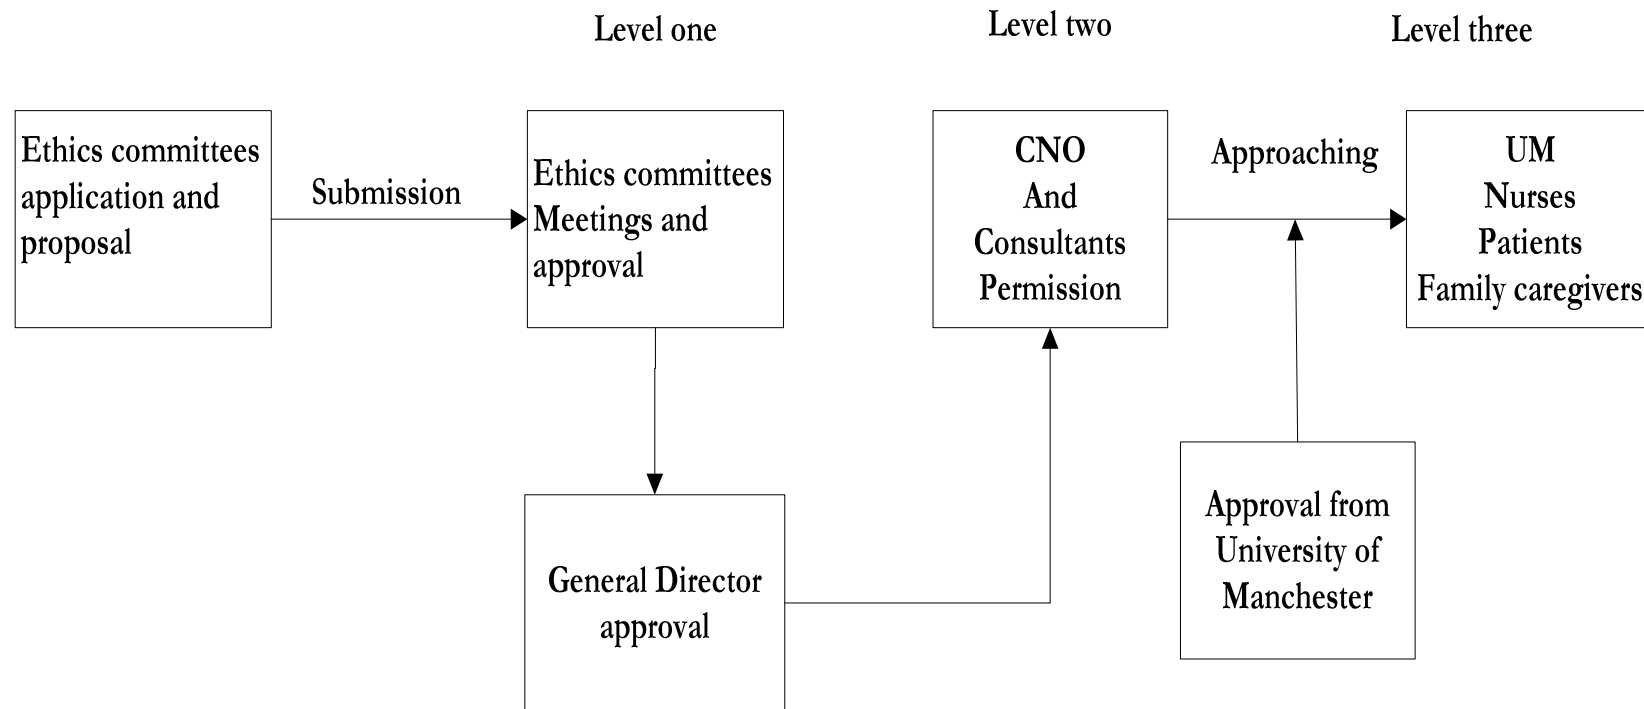 Level one
Level two
Level three
Ethics committees
application and
proposal
Submission
Ethics committees
Meetings and
approval
CNO
And
Consultants
Permission
Approaching
UM
Nurses
Patients
Family caregivers
General Director
approval
Approval from
University of
Manchester